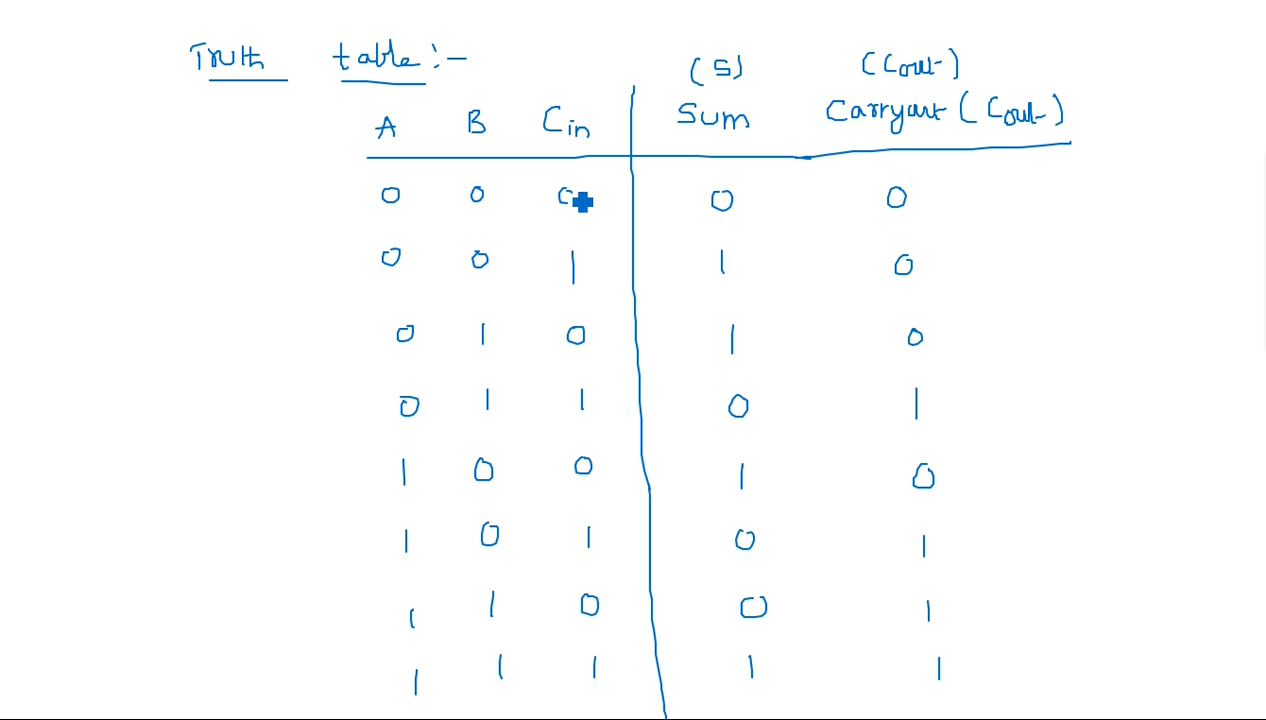 Truth table :-
(S) (Cout)
A B Cin Sum Carryout (Cout)
0 0 0 0 0
0 0 1 1 0
0 1 0 1 0
0 1 1 0 1
1 0 0 1 0
1 0 1 0 1
1 1 0 0 1
1 1 1 1 1